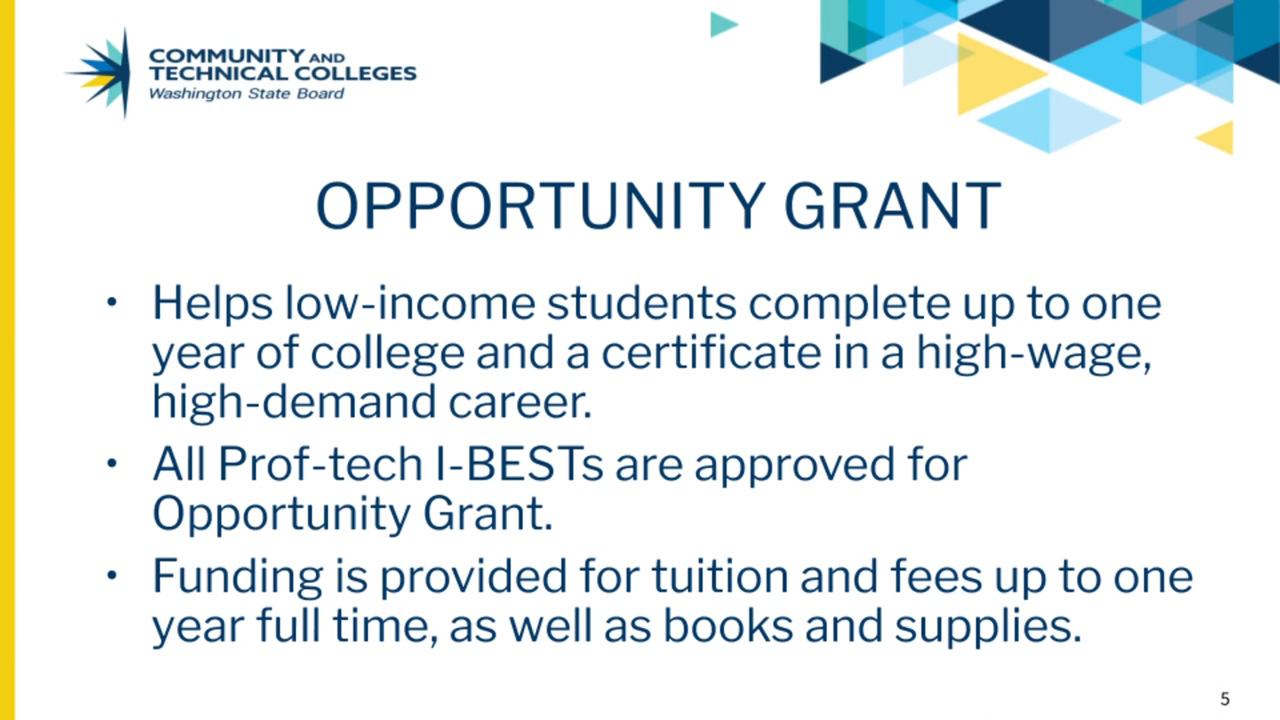 COMMUNITY AND
TECHNICAL COLLEGES
Washington State Board
OPPORTUNITY GRANT
• Helps low-income students complete up to one
year of college and a certificate in a high-wage,
high-demand career.
• All Prof-tech I-BESTs are approved for
Opportunity Grant.
• Funding is provided for tuition and fees up to one
year full time, as well as books and supplies.
5